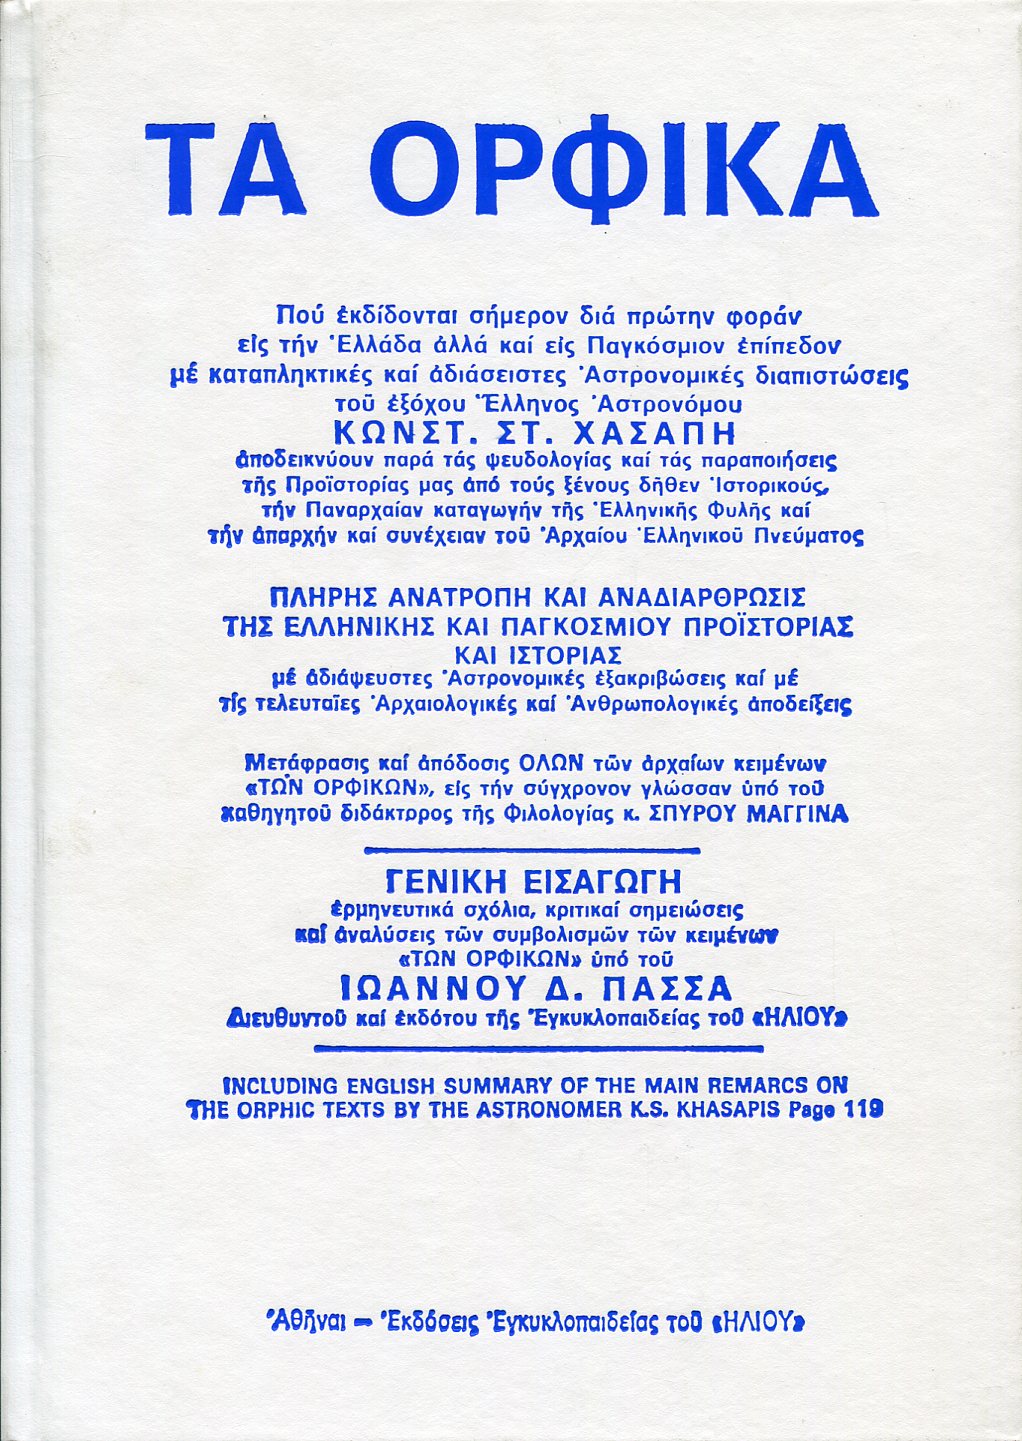 ΤΑ ΟΡΦΙΚΑ
Πού ἐκδίδονται σήμερον διά πρώτην φοράν
εἰς τήν Ἑλλάδα ἀλλά καί εἰς Παγκόσμιον ἐπίπεδον
μέ καταπληκτικές καί ἀδιάσειστες Ἀστρονομικές διαπιστώσεις
τοῦ ἐξόχου Ἕλληνος Ἀστρονόμου
ΚΩΝΣΤ. ΣΤ. ΧΑΣΑΠΗ
ἀποδεικνύουν παρά τάς ψευδολογίας καί τάς παραποιήσεις
τῆς Προϊστορίας μας ἀπό τούς ξένους δῆθεν Ἱστορικούς,
τήν Παναρχαίαν καταγωγήν τῆς Ἑλληνικῆς Φυλῆς καί
τήν ἀπαρχήν καί συνέχειαν τοῦ Ἀρχαίου Ἑλληνικοῦ Πνεύματος
ΠΛΗΡΗΣ ΑΝΑΤΡΟΠΗ ΚΑΙ ΑΝΑΔΙΑΡΘΡΩΣΙΣ
ΤΗΣ ΕΛΛΗΝΙΚΗΣ ΚΑΙ ΠΑΓΚΟΣΜΙΟΥ ΠΡΟΪΣΤΟΡΙΑΣ
ΚΑΙ ΙΣΤΟΡΙΑΣ
μέ ἀδιάψευστες Ἀστρονομικές ἐξακριβώσεις καί μέ
τίς τελευταῖες Ἀρχαιολογικές καί Ἀνθρωπολογικές ἀποδείξεις
Μετάφρασις καί ἀπόδοσις ΟΛΩΝ τῶν ἀρχαίων κειμένων
«ΤΩΝ ΟΡΦΙΚΩΝ», εἰς τήν σύγχρονον γλώσσαν ὑπό τοῦ
καθηγητοῦ διδάκτορος τῆς Φιλολογίας κ. ΣΠΥΡΟΥ ΜΑΓΓΙΝΑ
ΓΕΝΙΚΗ ΕΙΣΑΓΩΓΗ
ἑρμηνευτικά σχόλια, κριτικαί σημειώσεις
καί ἀναλύσεις τῶν συμβολισμῶν τῶν κειμένων
«ΤΩΝ ΟΡΦΙΚΩΝ» ὑπό τοῦ
ΙΩΑΝΝΟΥ Δ. ΠΑΣΣΑ
Διευθυντοῦ καί ἐκδότου τῆς Ἐγκυκλοπαιδείας τοῦ «ΗΛΙΟΥ»
INCLUDING ENGLISH SUMMARY OF THE MAIN REMARCS ON
THE ORPHIC TEXTS BY THE ASTRONOMER K.S. KHASAPIS Page 119
Ἀθῆναι — Ἐκδόσεις Ἐγκυκλοπαιδείας τοῦ «ΗΛΙΟΥ»